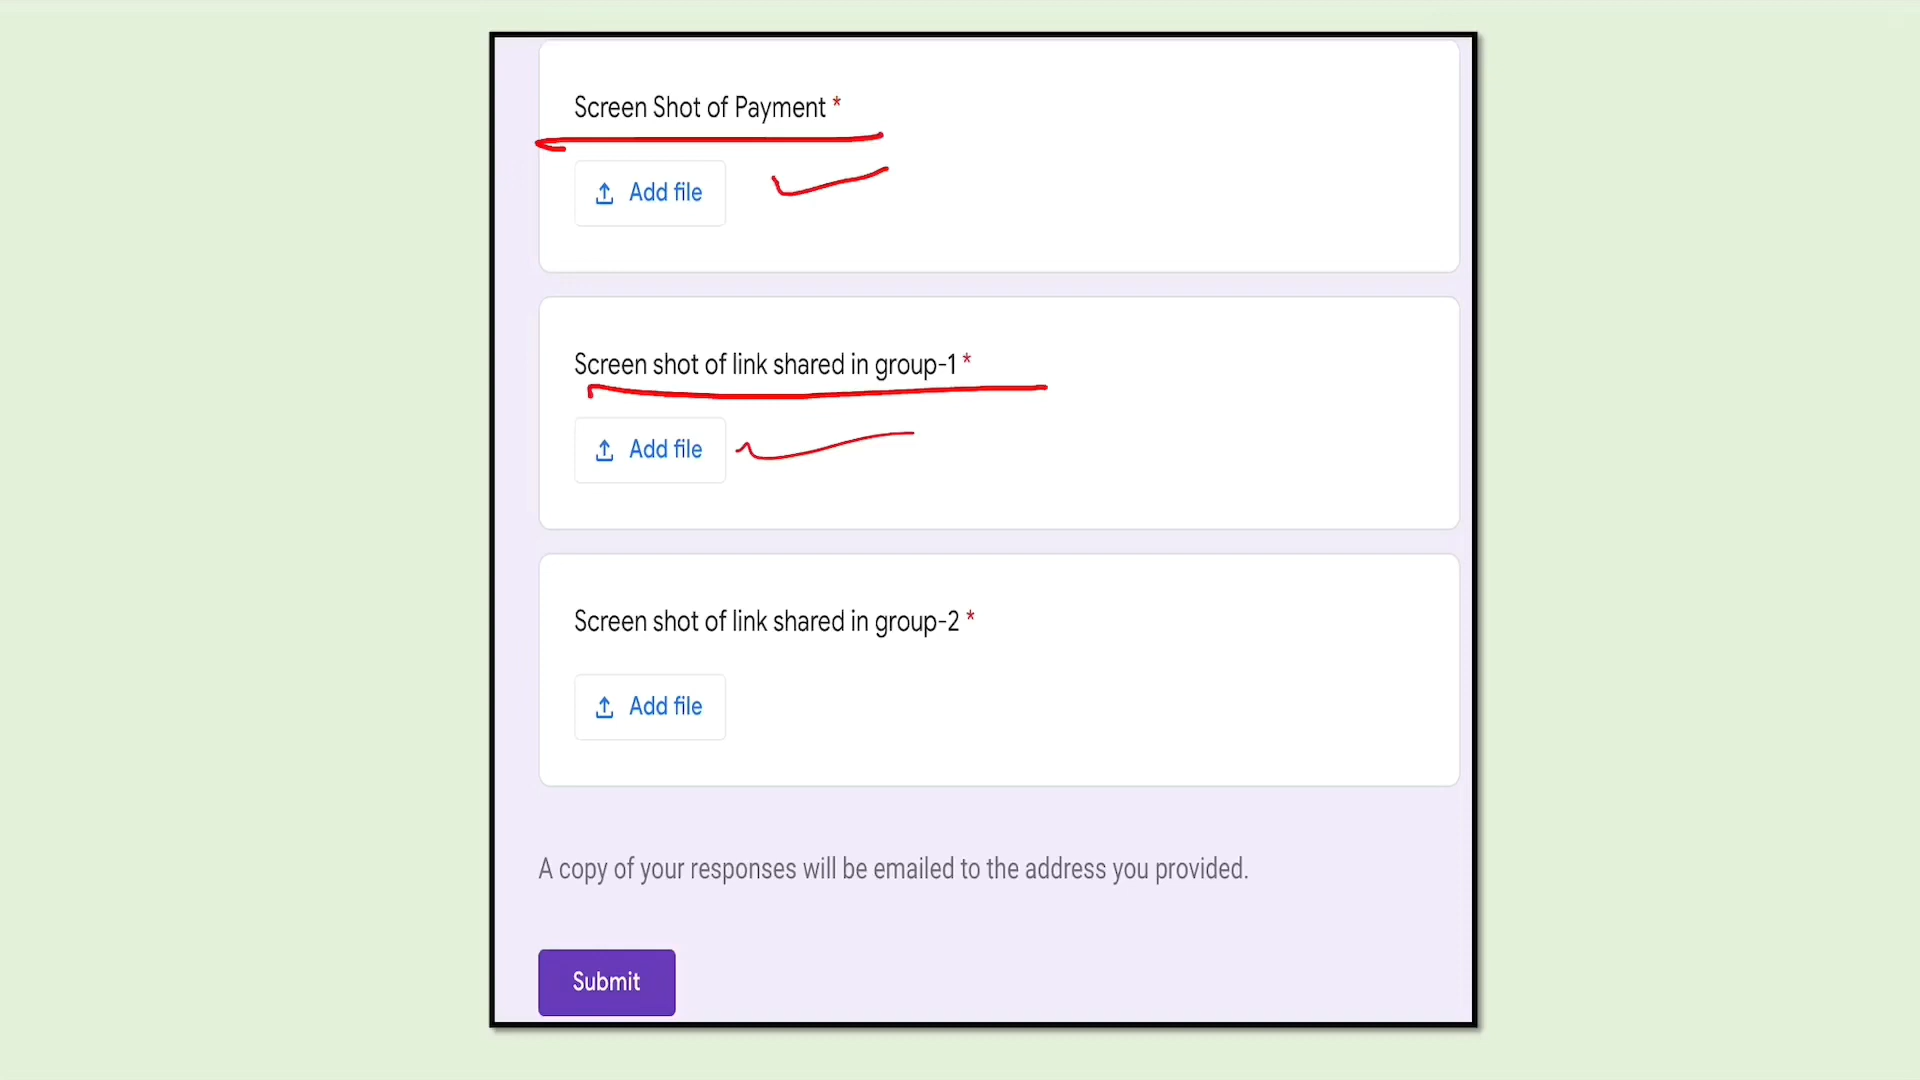 Screen Shot of Payment *
Add file
Screen shot of link shared in group-1 *
Add file
Screen shot of link shared in group-2 *
Add file
A copy of your responses will be emailed to the address you provided.
Submit